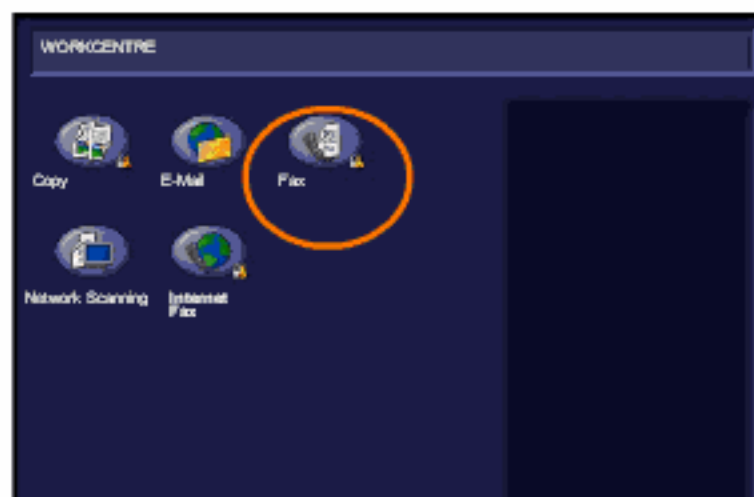 WORKCENTRE
Copy
E-Mail
Fax
Network Scanning
Internet
Fax